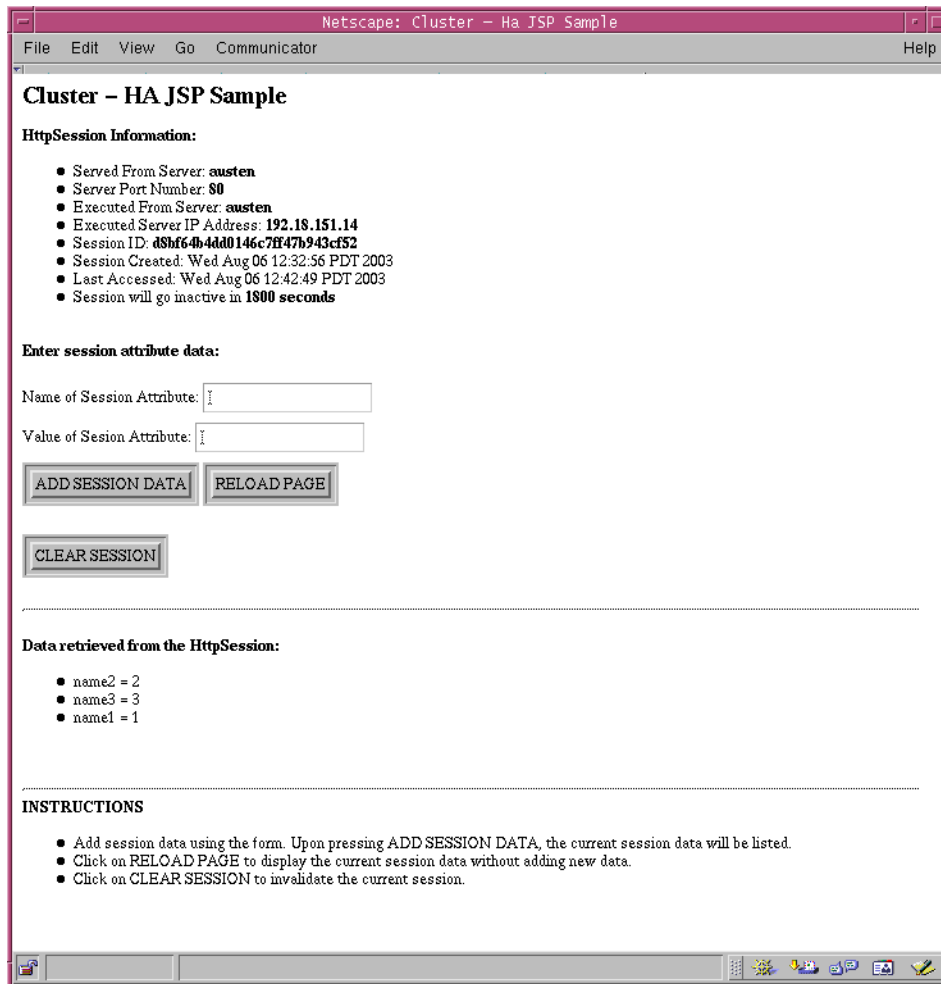 Netscape: Cluster – Ha JSP Sample
File Edit View Go Communicator Help
Cluster – HA JSP Sample
HttpSession Information:
Served From Server: austen
Server Port Number: 80
Executed From Server: austen
Executed Server IP Address: 192.18.151.14
Session ID: d8bf64b4dd0146c7ff47b943cf52
Session Created: Wed Aug 06 12:32:56 PDT 2003
Last Accessed: Wed Aug 06 12:42:49 PDT 2003
Session will go inactive in 1800 seconds
Enter session attribute data:
Name of Session Attribute:
Value of Sesion Attribute:
ADD SESSION DATA RELOAD PAGE
CLEAR SESSION
Data retrieved from the HttpSession:
name2 = 2
name3 = 3
name1 = 1
INSTRUCTIONS
Add session data using the form. Upon pressing ADD SESSION DATA, the current session data will be listed.
Click on RELOAD PAGE to display the current session data without adding new data.
Click on CLEAR SESSION to invalidate the current session.